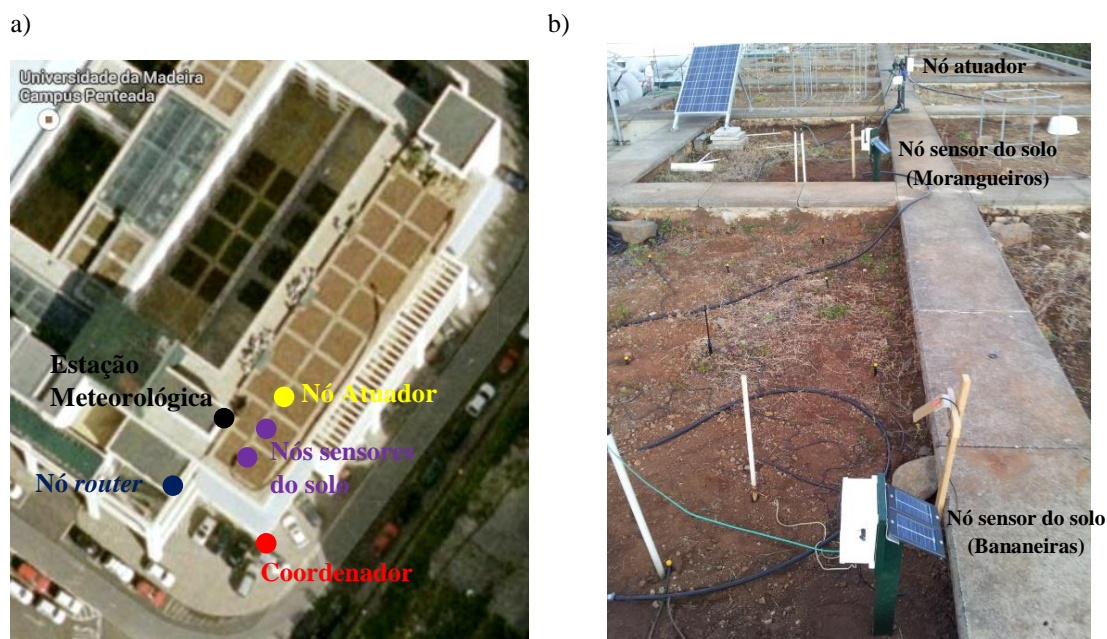 a)
b)
Universidade da Madeira
Campus Penteada
Estação
Meteorológica
Nó Atuador
Nós sensores
do solo
Nó router
Coordenador
Nó atuador
Nó sensor do solo
(Morangueiros)
Nó sensor do solo
(Bananeiras)